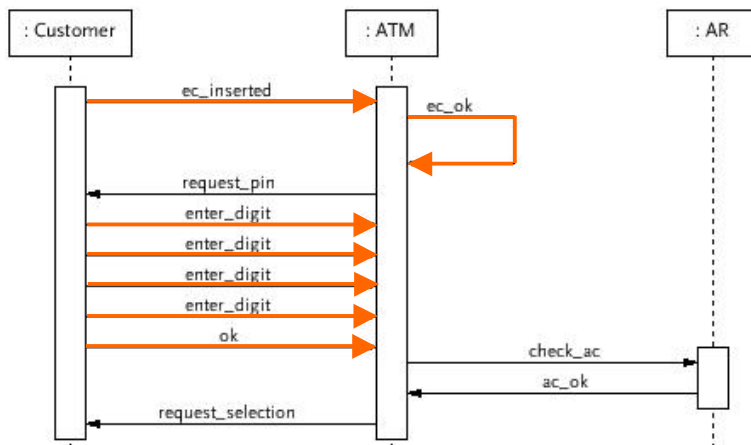 : Customer
: ATM
: AR
ec_inserted
ec_ok
request_pin
enter_digit
enter_digit
enter_digit
enter_digit
ok
check_ac
ac_ok
request_selection